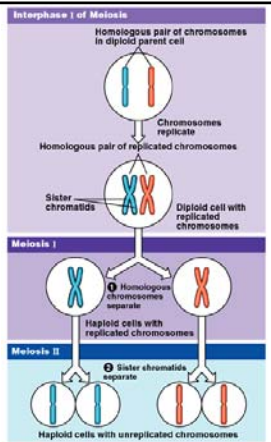 Interphase I of Meiosis
Homologous pair of chromosomes
in diploid parent cell
Chromosomes
replicate
Homologous pair of replicated chromosomes
Sister
chromatids
Diploid cell with
replicated
chromosomes
Meiosis I
1 Homologous
chromosomes
separate
Haploid cells with
replicated chromosomes
Meiosis II
2 Sister chromatids
separate
Haploid cells with unreplicated chromosomes